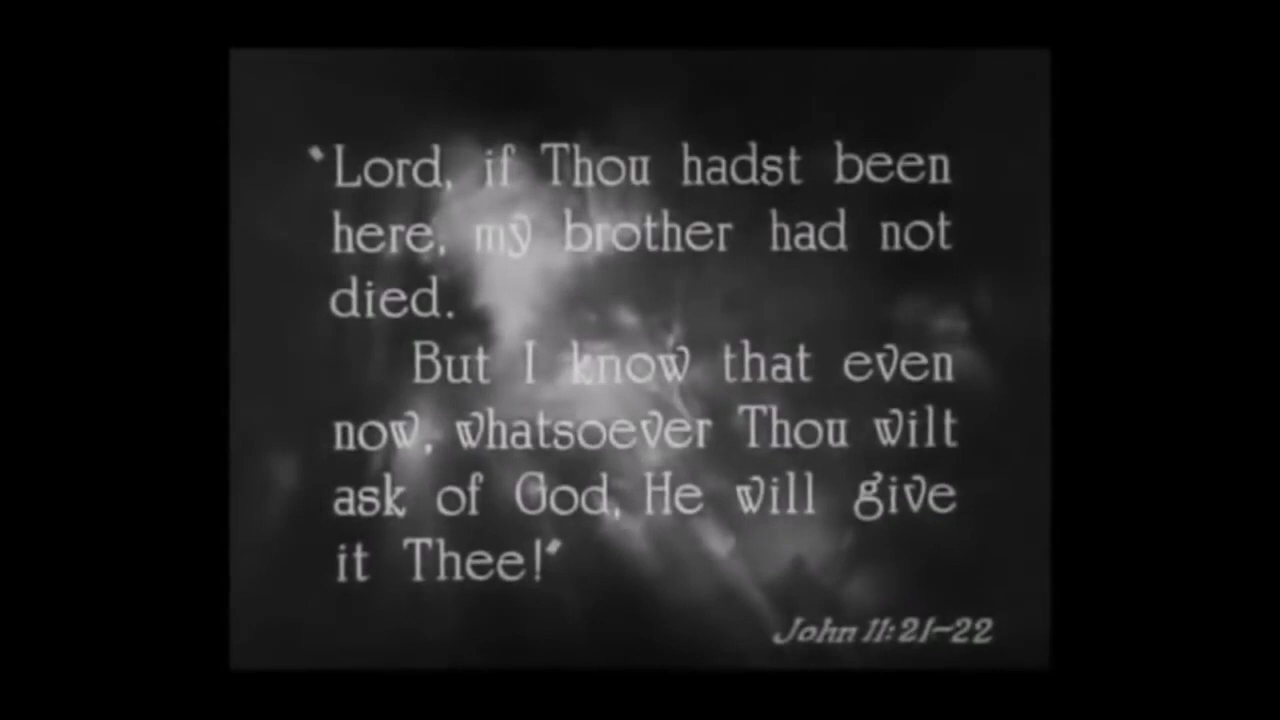 "Lord, if Thou hadst been
here, my brother had not
died.
But I know that even
now, whatsoever Thou wilt
ask of God, He will give
it Thee!"
John 11:21-22